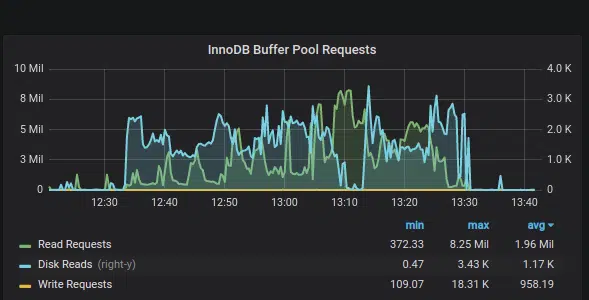 InnoDB Buffer Pool Requests
10 Mil 4.0 K
8 Mil 3.0 K
5 Mil 2.0 K
3 Mil 1.0 K
0 0
12:30 12:40 12:50 13:00 13:10 13:20 13:30 13:40
min max avg
Read Requests 372.33 8.25 Mil 1.96 Mil
Disk Reads (right-y) 0.47 3.43 K 1.17 K
Write Requests 109.07 18.31 K 958.19